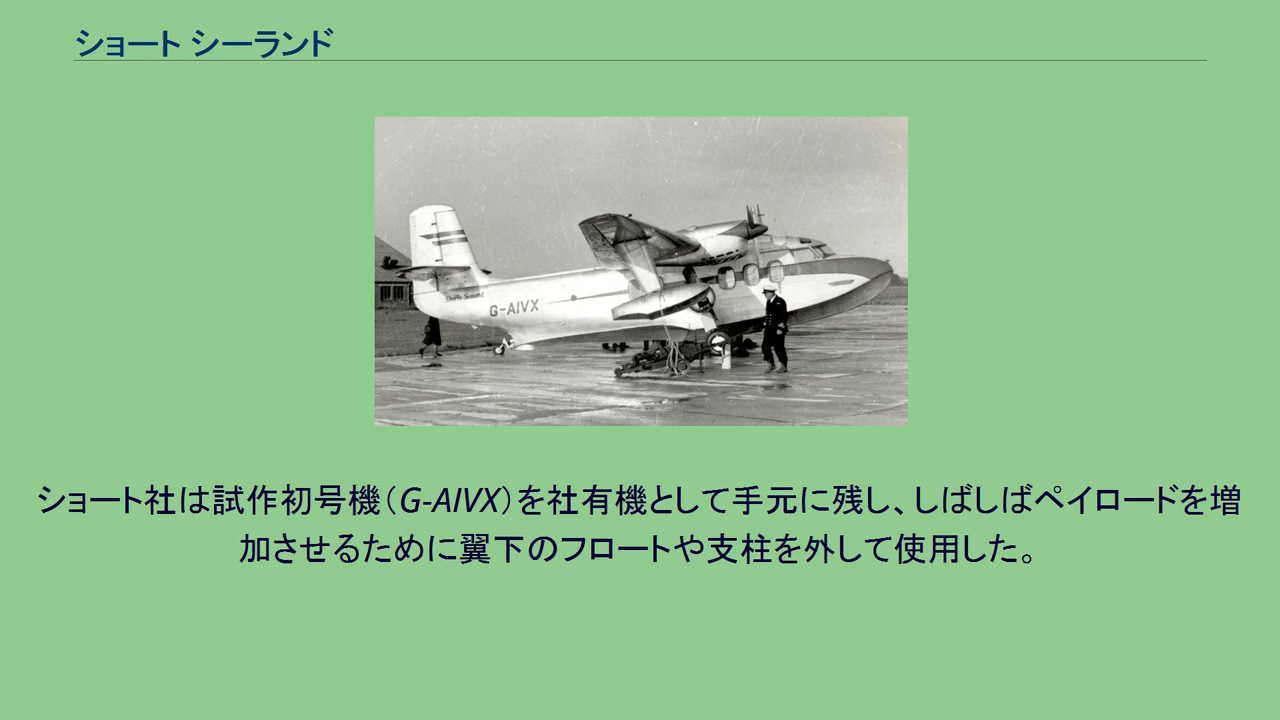 ショート シーランド
Shorts Sealand
G-AIVX
ショート社は試作初号機（G-AIVX）を社有機として手元に残し、しばしばペイロードを増
加させるために翼下のフロートや支柱を外して使用した。